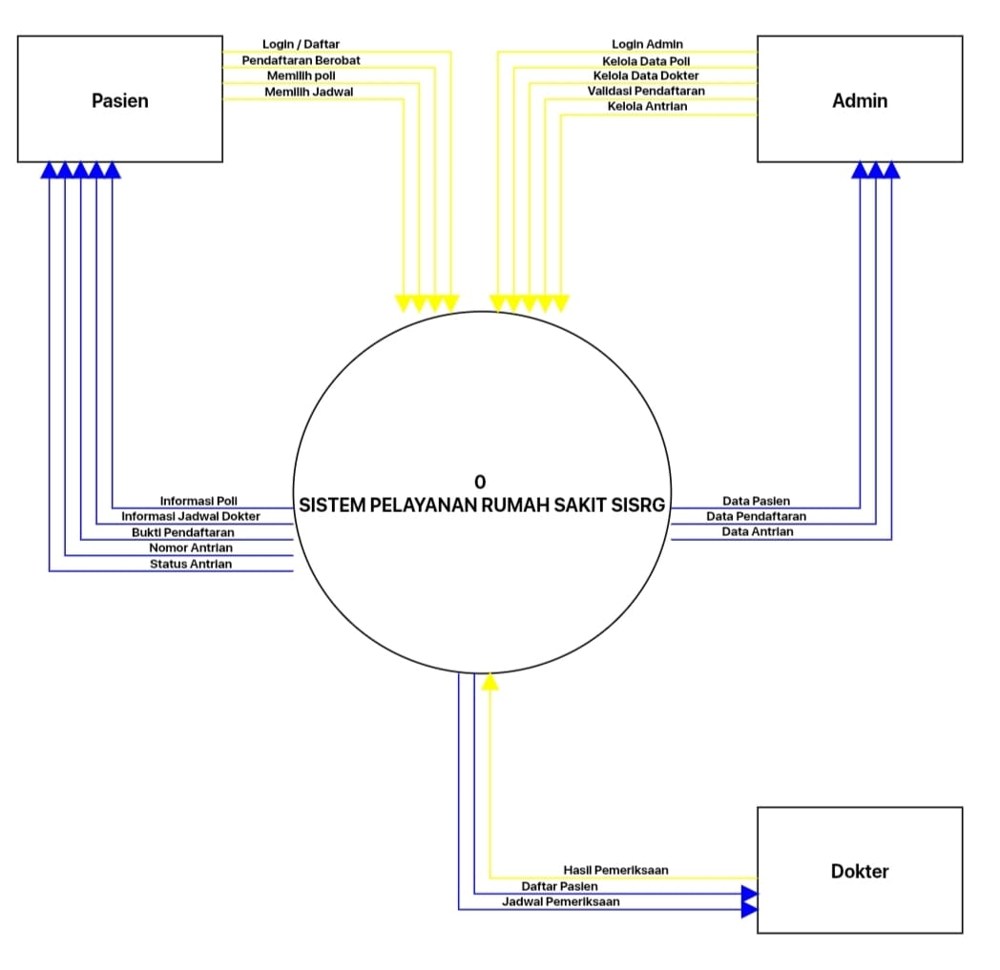 Pasien
Login / Daftar
Pendaftaran Berobat
Memilih poli
Memilih Jadwal
Login Admin
Kelola Data Poli
Kelola Data Dokter
Validasi Pendaftaran
Kelola Antrian
Admin
0
SISTEM PELAYANAN RUMAH SAKIT SISRG
Informasi Poli
Informasi Jadwal Dokter
Bukti Pendaftaran
Nomor Antrian
Status Antrian
Data Pasien
Data Pendaftaran
Data Antrian
Hasil Pemeriksaan
Daftar Pasien
Jadwal Pemeriksaan
Dokter